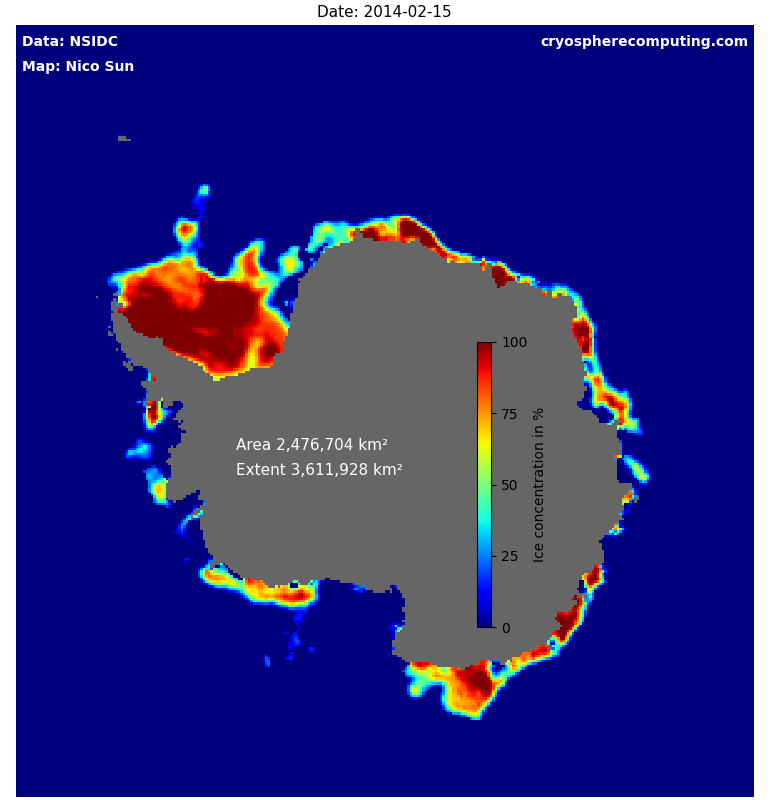 Date: 2014-02-15
Data: NSIDC
cryospherecomputing.com
Map: Nico Sun
Area 2,476,704 km²
Extent 3,611,928 km²
100
75
50
25
0
Ice concentration in %